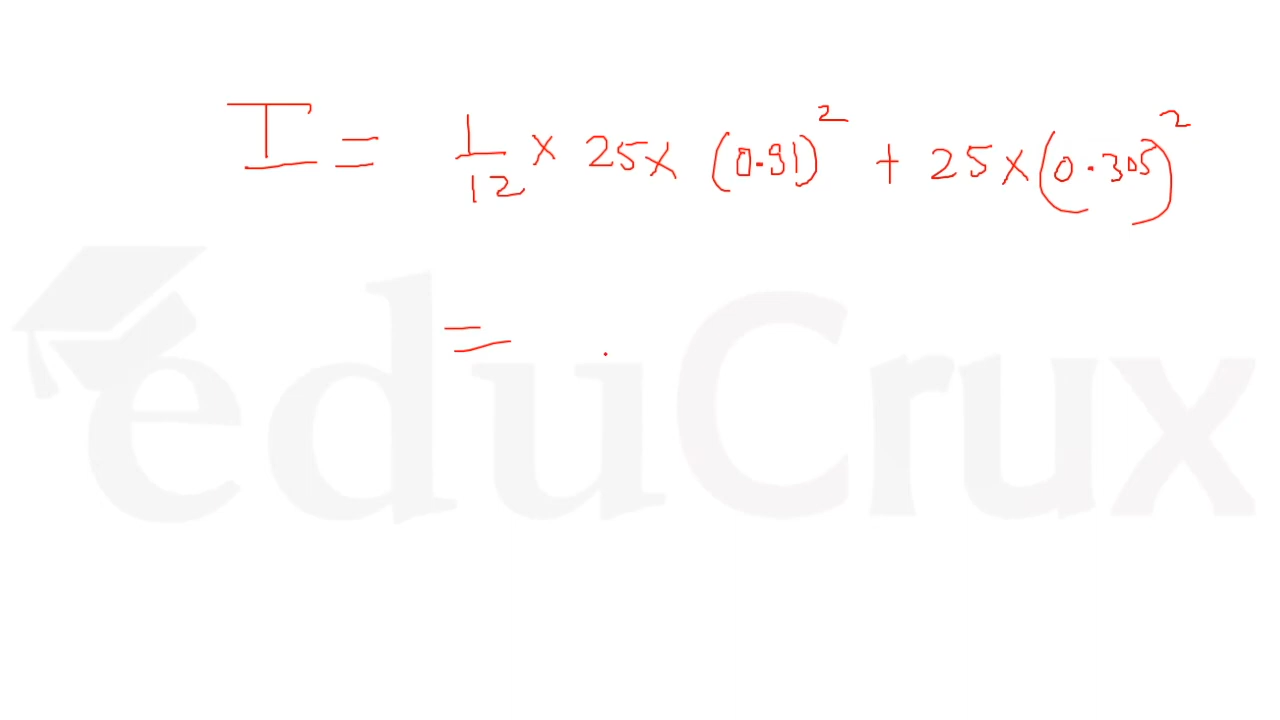 I = 1/12 × 25 × (0.91)² + 25 × (0.305)²
=
eduCrux